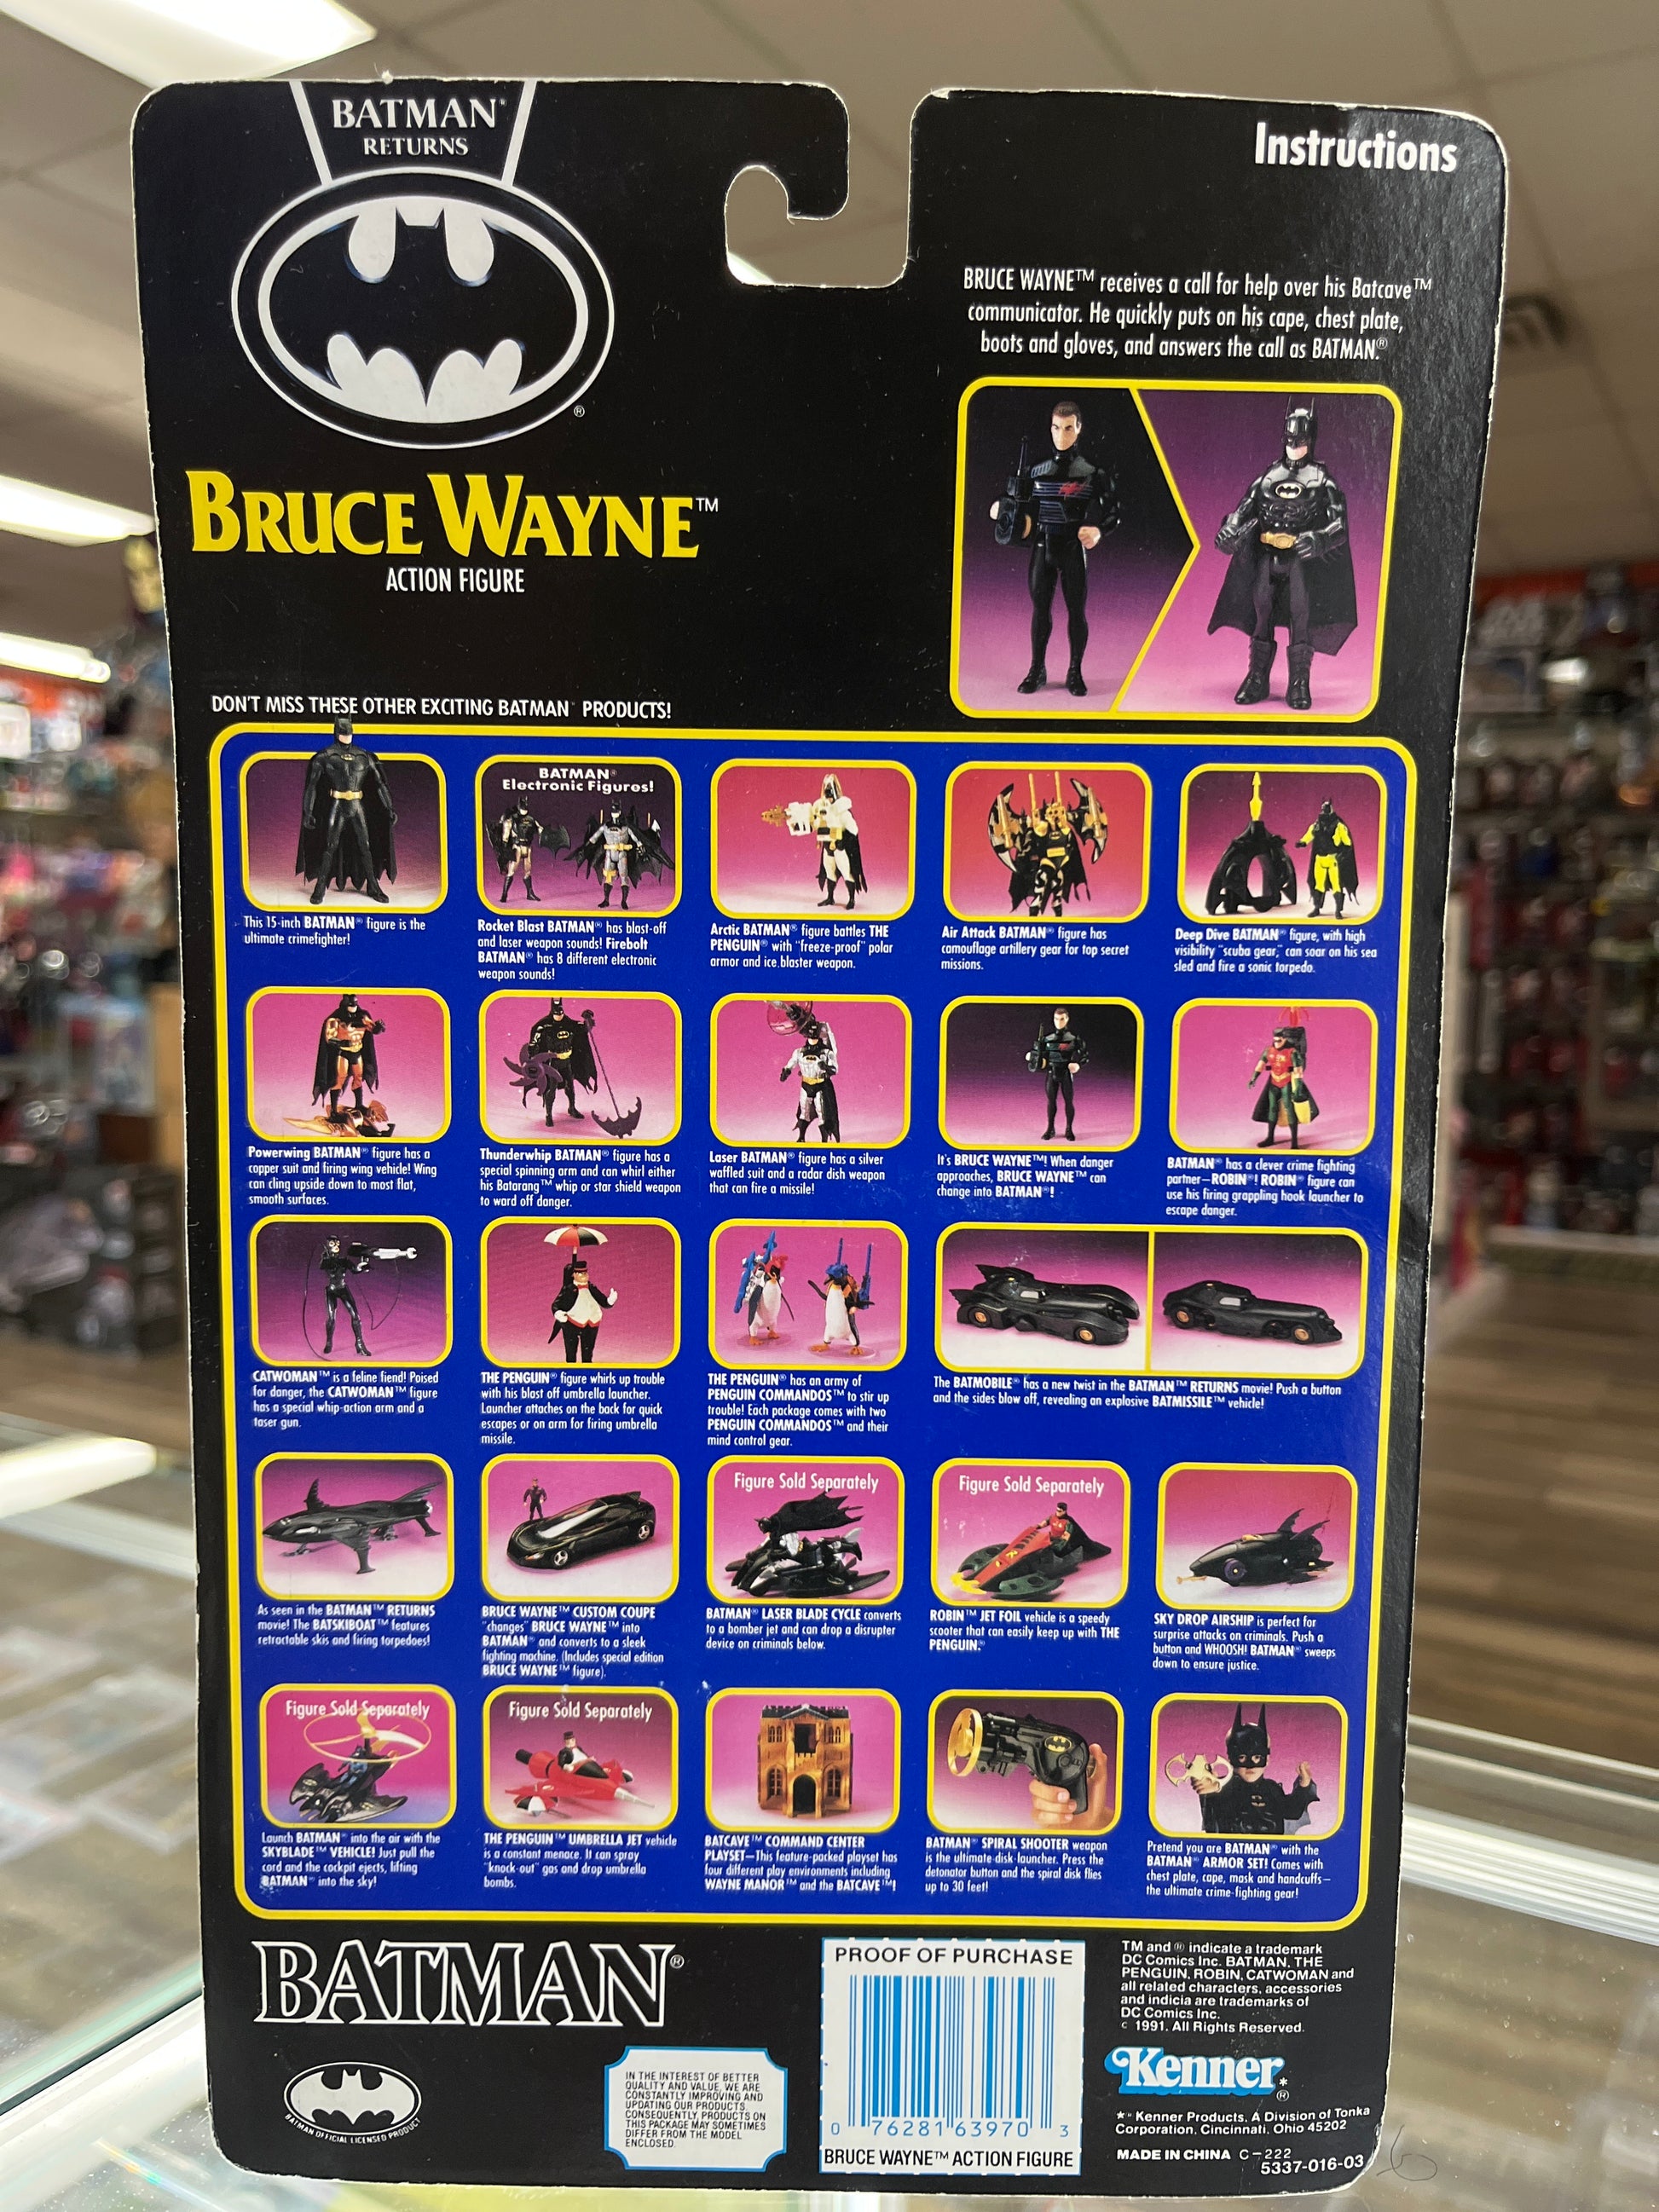 BATMAN®
RETURNS
Instructions
BRUCE WAYNE™ receives a call for help over his Batcave™
communicator. He quickly puts on his cape, chest plate,
boots and gloves, and answers the call as BATMAN.®
®
BRUCE WAYNE™
ACTION FIGURE
DON'T MISS THESE OTHER EXCITING BATMAN® PRODUCTS!
This 15-inch BATMAN® figure is the
ultimate crimefighter!
BATMAN®
Electronic Figures!
Rocket Blast BATMAN® has blast-off
and laser weapon sounds! Firebolt
BATMAN® has 8 different electronic
weapon sounds!
Arctic BATMAN® figure battles THE
PENGUIN® with "freeze-proof" polar
armor and ice blaster weapon.
Air Attack BATMAN® figure has
camouflage artillery gear for top secret
missions.
Deep Dive BATMAN® figure, with high
visibility "scuba gear," can soar on his sea
sled and fire a sonic torpedo.
Powerwing BATMAN® figure has a
copper suit and firing wing vehicle! Wing
can cling upside down to most flat,
smooth surfaces.
Thunderwhip BATMAN® figure has a
special spinning arm and can whirl either
his Batarang™ whip or star shield weapon
to ward off danger.
Laser BATMAN® figure has a silver
waffled suit and a radar dish weapon
that can fire a missile!
It's BRUCE WAYNE™! When danger
approaches, BRUCE WAYNE™ can
change into BATMAN®!
BATMAN® has a clever crime fighting
partner—ROBIN®! ROBIN® figure can
use his firing grappling hook launcher to
escape danger.
CATWOMAN™ is a feline fiend! Poised
for danger, the CATWOMAN™ figure
has a special whip-action arm and a
taser gun.
THE PENGUIN® figure whirls up trouble
with his blast off umbrella launcher.
Launcher attaches on the back for quick
escapes or on arm for firing umbrella
missile.
THE PENGUIN® has an army of
PENGUIN COMMANDOS™ to stir up
trouble! Each package comes with two
PENGUIN COMMANDOS™ and their
mind control gear.
The BATMOBILE® has a new twist in the BATMAN™ RETURNS movie! Push a button
and the sides blow off, revealing an explosive BATMISSILE™ vehicle!
As seen in the BATMAN™ RETURNS
movie! The BATSKIBOAT™ features
retractable skis and firing torpedoes!
BRUCE WAYNE™ CUSTOM COUPE
"changes" BRUCE WAYNE™ into
BATMAN® and converts to a sleek
fighting machine. (Includes special edition
BRUCE WAYNE™ figure).
Figure Sold Separately
BATMAN® LASER BLADE CYCLE converts
to a bomber jet and can drop a disrupter
device on criminals below.
Figure Sold Separately
ROBIN™ JET FOIL vehicle is a speedy
scooter that can easily keep up with THE
PENGUIN.®
SKY DROP AIRSHIP is perfect for
surprise attacks on criminals. Push a
button and WHOOSH! BATMAN® sweeps
down to ensure justice.
Figure Sold Separately
Launch BATMAN® into the air with the
SKYBLADE™ VEHICLE! Just pull the
cord and the cockpit ejects, lifting
BATMAN® into the sky!
Figure Sold Separately
THE PENGUIN™ UMBRELLA JET vehicle
is a constant menace. It can spray
"knock-out" gas and drop umbrella
bombs.
BATCAVE™ COMMAND CENTER
PLAYSET—This feature-packed playset has
four different play environments including
WAYNE MANOR™ and the BATCAVE™!
BATMAN® SPIRAL SHOOTER weapon
is the ultimate disk-launcher. Press the
detonator button and the spiral disk flies
up to 30 feet!
Pretend you are BATMAN® with the
BATMAN® ARMOR SET! Comes with
chest plate, cape, mask and handcuffs—
the ultimate crime-fighting gear!
BATMAN®
BATMAN OFFICIAL LICENSED PRODUCT
IN THE INTEREST OF BETTER
QUALITY AND VALUE, WE ARE
CONSTANTLY IMPROVING AND
UPDATING OUR PRODUCTS.
CONSEQUENTLY, PRODUCTS ON
THIS PACKAGE MAY SOMETIMES
DIFFER FROM THE MODEL
ENCLOSED.
PROOF OF PURCHASE
0 76281 63970 3
BRUCE WAYNE™ ACTION FIGURE
TM and ® indicate a trademark
DC Comics Inc. BATMAN, THE
PENGUIN, ROBIN, CATWOMAN and
all related characters, accessories
and indicia are trademarks of
DC Comics Inc.
© 1991. All Rights Reserved.
Kenner*®
*® Kenner Products, A Division of Tonka
Corporation, Cincinnati, Ohio 45202
MADE IN CHINA C-222
5337-016-03